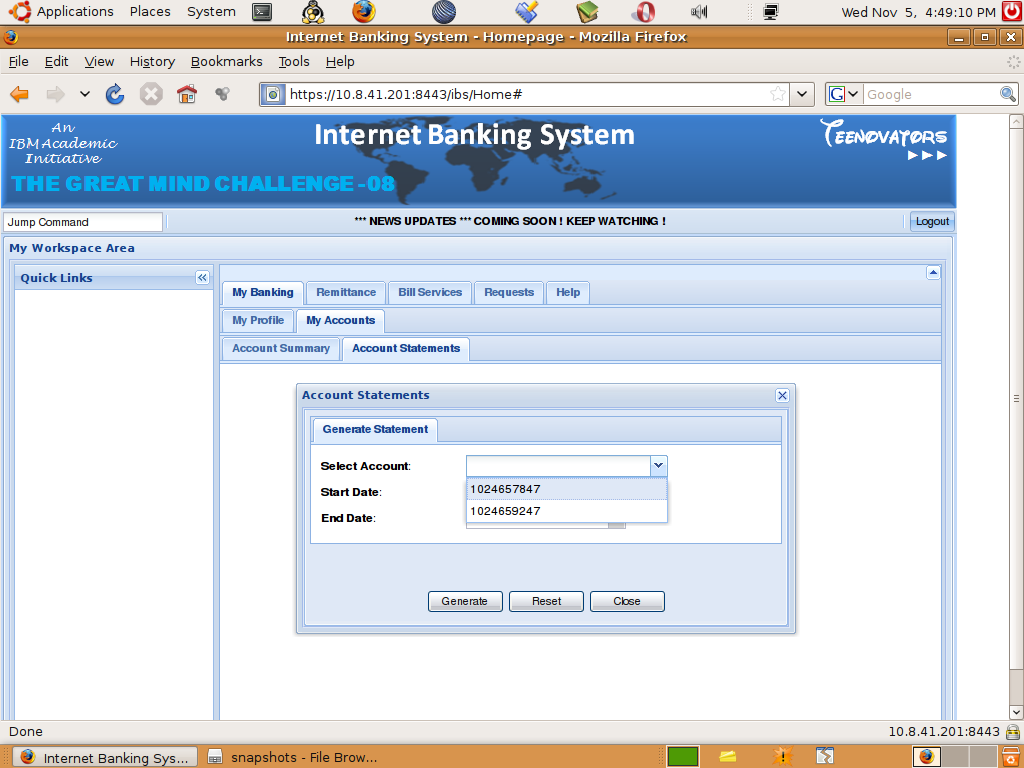 Applications Places System Wed Nov 5, 4:49:10 PM
Internet Banking System - Homepage - Mozilla Firefox
File Edit View History Bookmarks Tools Help
https://10.8.41.201:8443/ibs/Home# G Google
An
IBM Academic
Initiative
Internet Banking System
TEENOVATORS
THE GREAT MIND CHALLENGE -08
Jump Command *** NEWS UPDATES *** COMING SOON ! KEEP WATCHING ! Logout
My Workspace Area
Quick Links
My Banking Remittance Bill Services Requests Help
My Profile My Accounts
Account Summary Account Statements
Account Statements
Generate Statement
Select Account:
Start Date: 1024657847
End Date: 1024659247
Generate Reset Close
Done 10.8.41.201:8443
Internet Banking Sys... snapshots - File Brow...